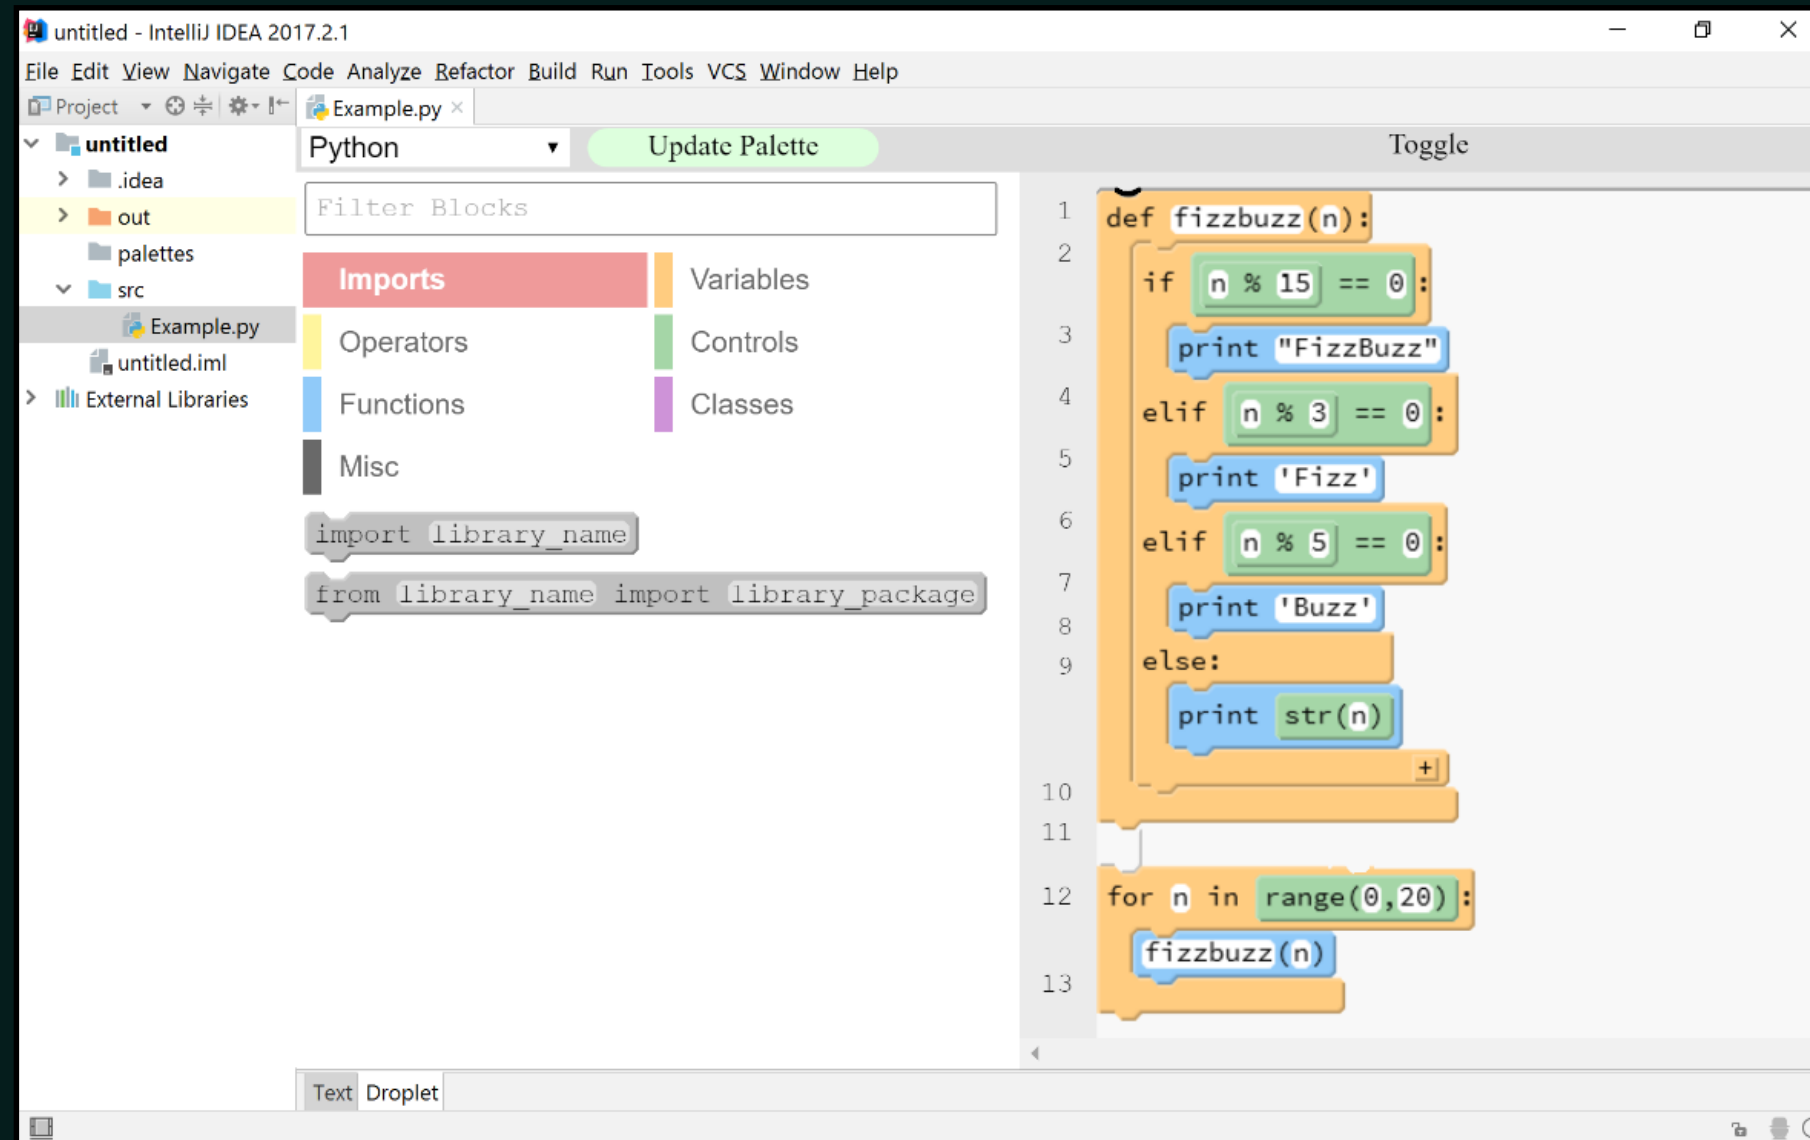 untitled - IntelliJ IDEA 2017.2.1
File Edit View Navigate Code Analyze Refactor Build Run Tools VCS Window Help
Project
Example.py
untitled
.idea
out
palettes
src
Example.py
untitled.iml
External Libraries
Python
Update Palette
Toggle
Filter Blocks
Imports
Variables
Operators
Controls
Functions
Classes
Misc
import library_name
from library_name import library_package
1 def fizzbuzz(n):
2 if n % 15 == 0:
3 print "FizzBuzz"
4 elif n % 3 == 0:
5 print 'Fizz'
6 elif n % 5 == 0:
7 print 'Buzz'
8 else:
9 print str(n)
+
10
11
12 for n in range(0,20):
fizzbuzz(n)
13
Text Droplet